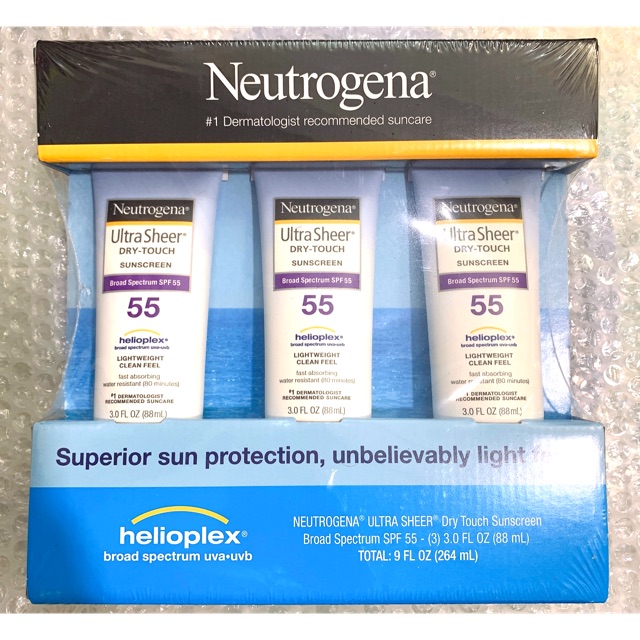 Neutrogena®
#1 Dermatologist recommended suncare
Neutrogena®
Ultra Sheer®
DRY-TOUCH
SUNSCREEN
Broad Spectrum SPF 55
55
helioplex®
broad spectrum uva•uvb
LIGHTWEIGHT
CLEAN FEEL
fast absorbing
water resistant (80 minutes)
#1 DERMATOLOGIST
RECOMMENDED SUNCARE
3.0 FL OZ (88mL)
Neutrogena®
Ultra Sheer®
DRY-TOUCH
SUNSCREEN
Broad Spectrum SPF 55
55
helioplex®
broad spectrum uva•uvb
LIGHTWEIGHT
CLEAN FEEL
fast absorbing
water resistant (80 minutes)
#1 DERMATOLOGIST
RECOMMENDED SUNCARE
3.0 FL OZ (88mL)
Neutrogena®
Ultra Sheer®
DRY-TOUCH
SUNSCREEN
Broad Spectrum SPF 55
55
helioplex®
broad spectrum uva•uvb
LIGHTWEIGHT
CLEAN FEEL
fast absorbing
water resistant (80 minutes)
DERMATOLOGIST
RECOMMENDED SUNCARE
3.0 FL OZ (88mL)
Superior sun protection, unbelievably light
helioplex®
broad spectrum uva•uvb
NEUTROGENA® ULTRA SHEER® Dry Touch Sunscreen
Broad Spectrum SPF 55 - (3) 3.0 FL OZ (88 mL)
TOTAL: 9 FL OZ (264 mL)